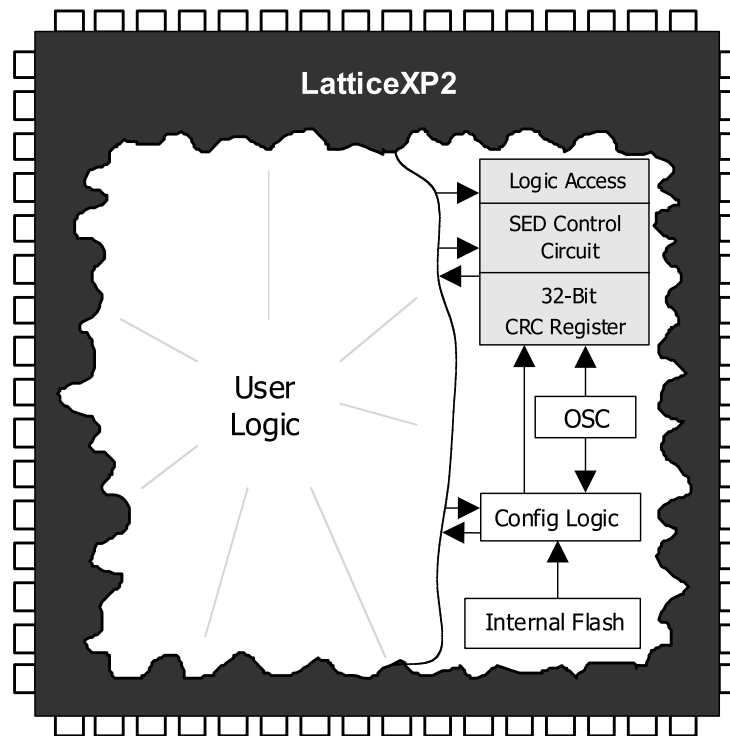 LatticeXP2
Logic Access
SED Control
Circuit
32-Bit
CRC Register
User
Logic
OSC
Config Logic
Internal Flash